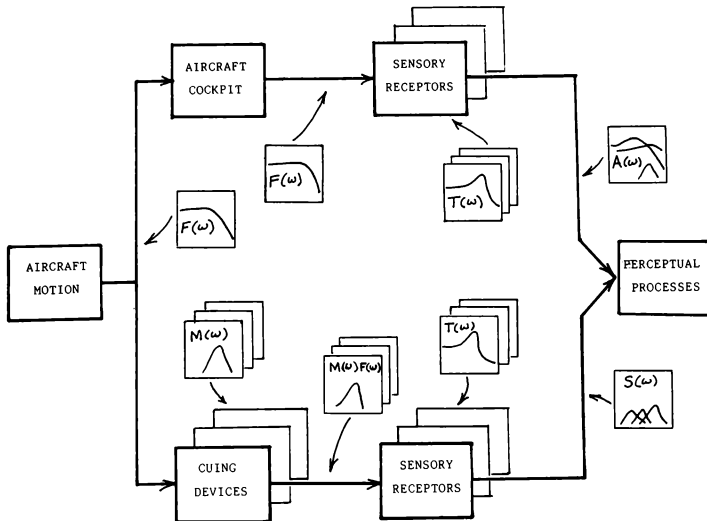 AIRCRAFT
COCKPIT
SENSORY
RECEPTORS
F(ω)
T(ω)
A(ω)
F(ω)
AIRCRAFT
MOTION
PERCEPTUAL
PROCESSES
M(ω)
M(ω)F(ω)
T(ω)
S(ω)
CUING
DEVICES
SENSORY
RECEPTORS